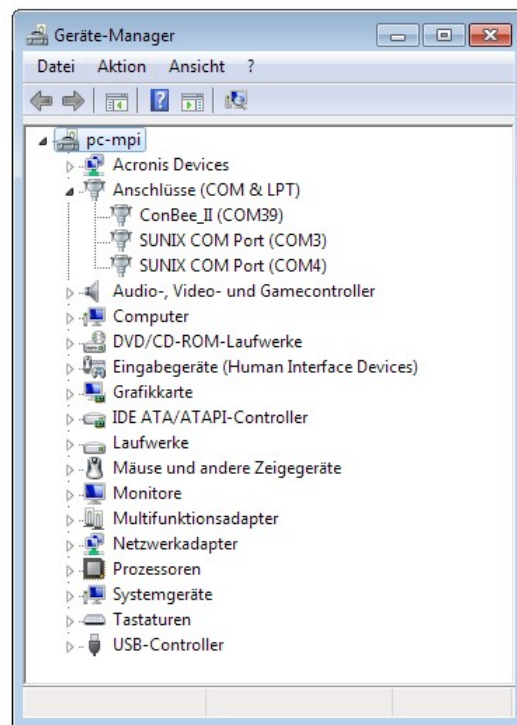 Geräte-Manager
Datei Aktion Ansicht ?
pc-mpi
Acronis Devices
Anschlüsse (COM & LPT)
ConBee_II (COM39)
SUNIX COM Port (COM3)
SUNIX COM Port (COM4)
Audio-, Video- und Gamecontroller
Computer
DVD/CD-ROM-Laufwerke
Eingabegeräte (Human Interface Devices)
Grafikkarte
IDE ATA/ATAPI-Controller
Laufwerke
Mäuse und andere Zeigegeräte
Monitore
Multifunktionsadapter
Netzwerkadapter
Prozessoren
Systemgeräte
Tastaturen
USB-Controller